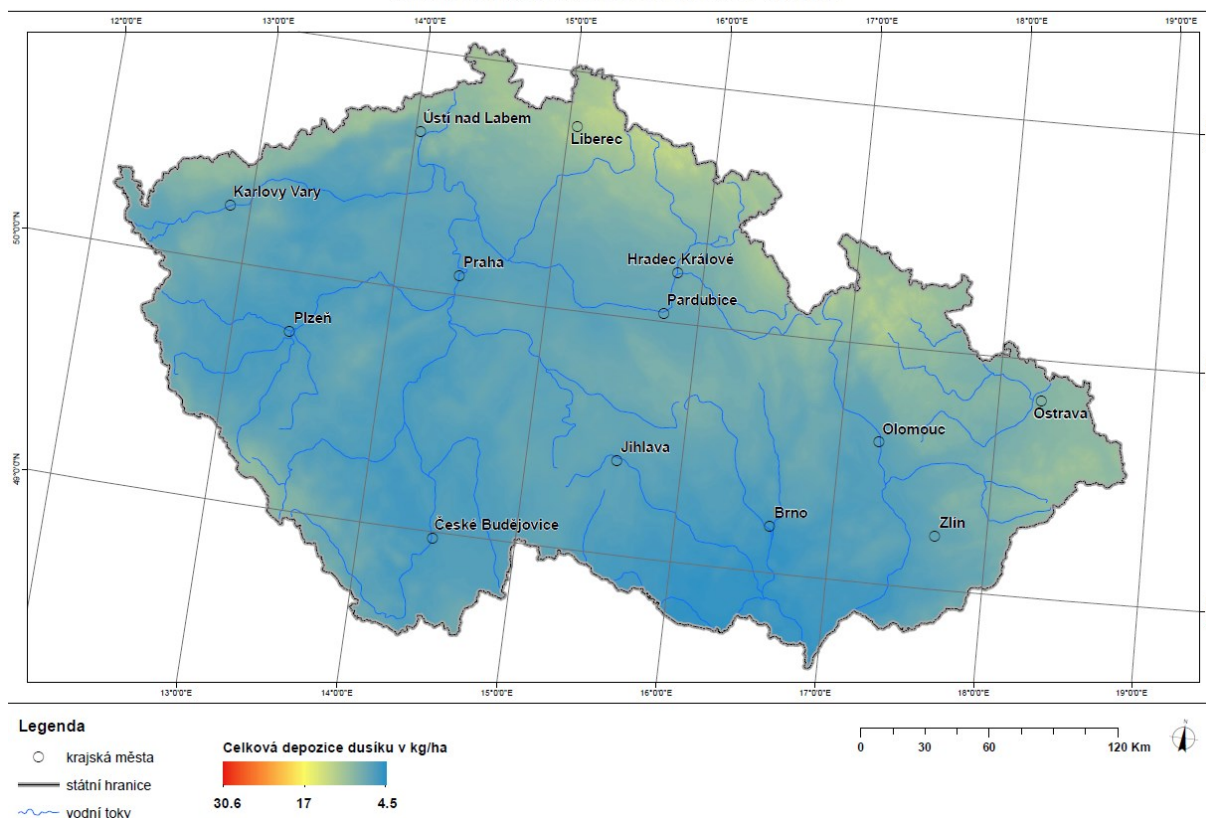 12°0'0"E 13°0'0"E 14°0'0"E 15°0'0"E 16°0'0"E 17°0'0"E 18°0'0"E 19°0'0"E
Ústí nad Labem
Liberec
Karlovy Vary
50°0'0"N
Praha
Hradec Králové
Pardubice
Plzeň
Ostrava
Olomouc
Jihlava
49°0'0"N
Brno
České Budějovice
Zlín
13°0'0"E 14°0'0"E 15°0'0"E 16°0'0"E 17°0'0"E 18°0'0"E 19°0'0"E
Legenda
krajská města
státní hranice
vodní toky
Celková depozice dusíku v kg/ha
30.6 17 4.5
0 30 60 120 Km
N